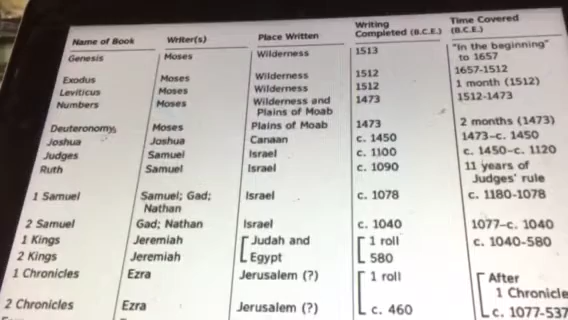 Name of Book Writer(s) Place Written Writing Completed (B.C.E.) Time Covered (B.C.E.)
Genesis Moses Wilderness 1513 "In the beginning" to 1657
Exodus Moses Wilderness 1512 1657-1512
Leviticus Moses Wilderness 1512 1 month (1512)
Numbers Moses Wilderness and Plains of Moab 1473 1512-1473
Deuteronomy Moses Plains of Moab 1473 2 months (1473)
Joshua Joshua Canaan c. 1450 1473-c. 1450
Judges Samuel Israel c. 1100 c. 1450-c. 1120
Ruth Samuel Israel c. 1090 11 years of Judges' rule
1 Samuel Samuel; Gad; Nathan Israel c. 1078 c. 1180-1078
2 Samuel Gad; Nathan Israel c. 1040 1077-c. 1040
1 Kings Jeremiah Judah and 1 roll c. 1040-580
2 Kings Jeremiah Egypt 580
1 Chronicles Ezra Jerusalem (?) 1 roll After 1 Chronicle
2 Chronicles Ezra Jerusalem (?) c. 460 c. 1077-537